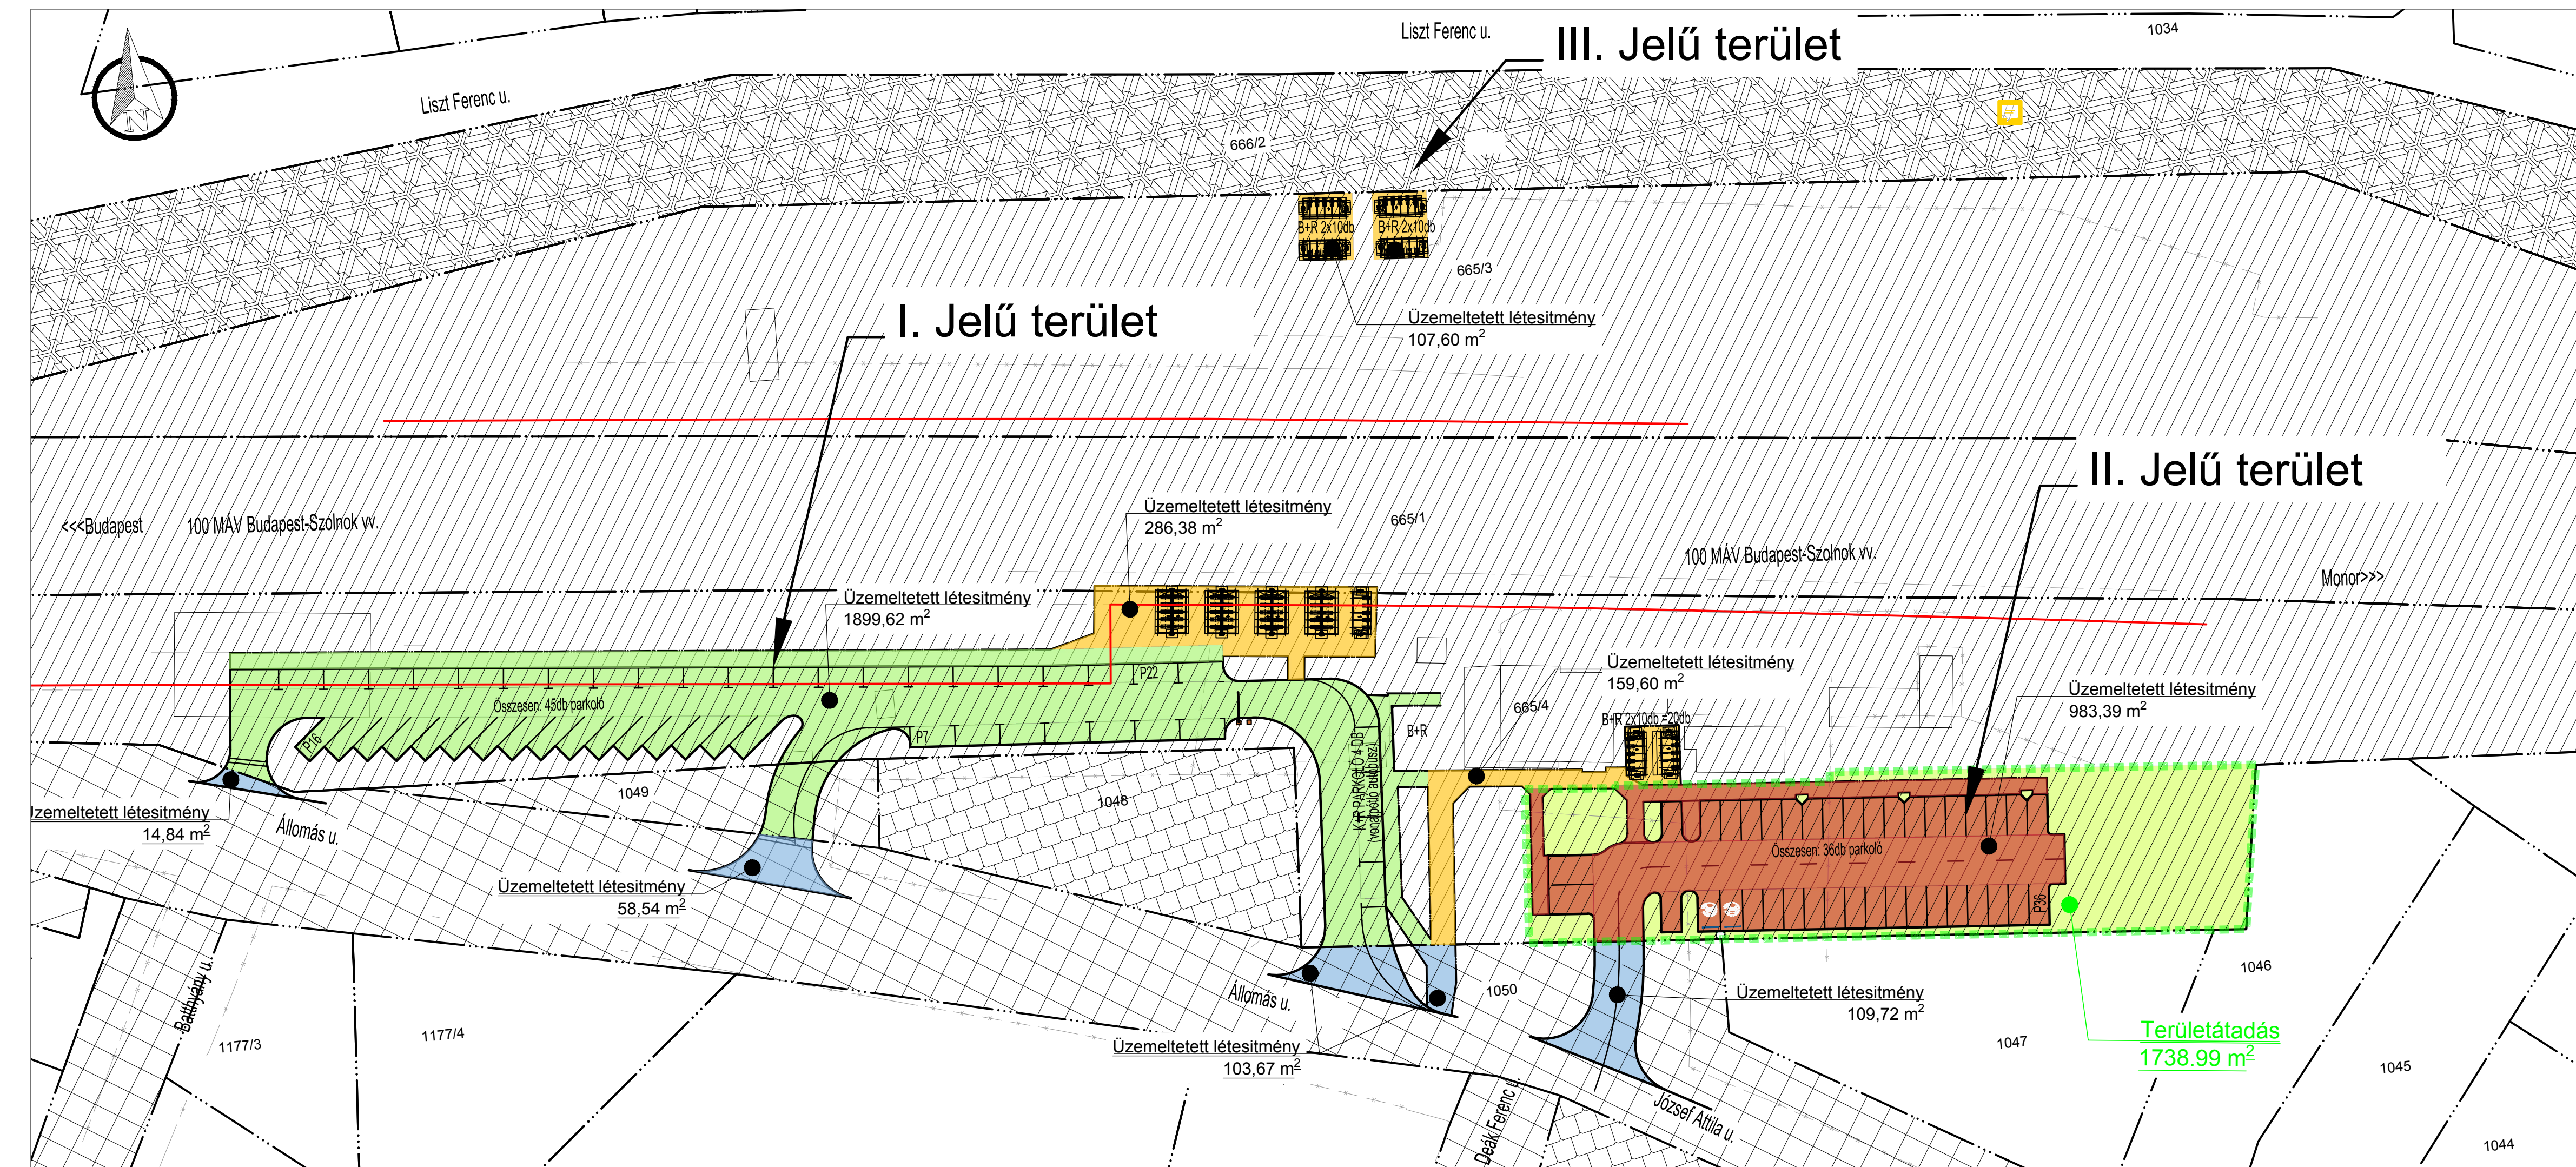 Liszt Ferenc u.
III. Jelű terület
1034
N
Liszt Ferenc u.
666/2
B+R 2x10db
B+R 2x10db
665/3
I. Jelű terület
Üzemeltetett létesitmény
107,60 m²
II. Jelű terület
<<<Budapest
100 MÁV Budapest-Szolnok vv.
Üzemeltetett létesitmény
286,38 m²
665/1
100 MÁV Budapest-Szolnok vv.
Monor>>>
Üzemeltetett létesitmény
1899,62 m²
Üzemeltetett létesitmény
159,60 m²
Üzemeltetett létesitmény
983,39 m²
P22
Összesen: 45db parkoló
665/4
B+R 2x10db =20db
P16
P7
B+R
K+R PARKOLÓ 4 DB
(vonatpótló autóbusz)
1049
1048
Üzemeltetett létesitmény
14,84 m²
Állomás u.
Összesen: 36db parkoló
P36
Üzemeltetett létesitmény
58,54 m²
Batthyány u.
1177/3
1177/4
Állomás u.
1050
Üzemeltetett létesitmény
103,67 m²
Üzemeltetett létesitmény
109,72 m²
1046
1047
Területátadás
1738.99 m²
1045
Deák Ferenc u.
József Attila u.
1044